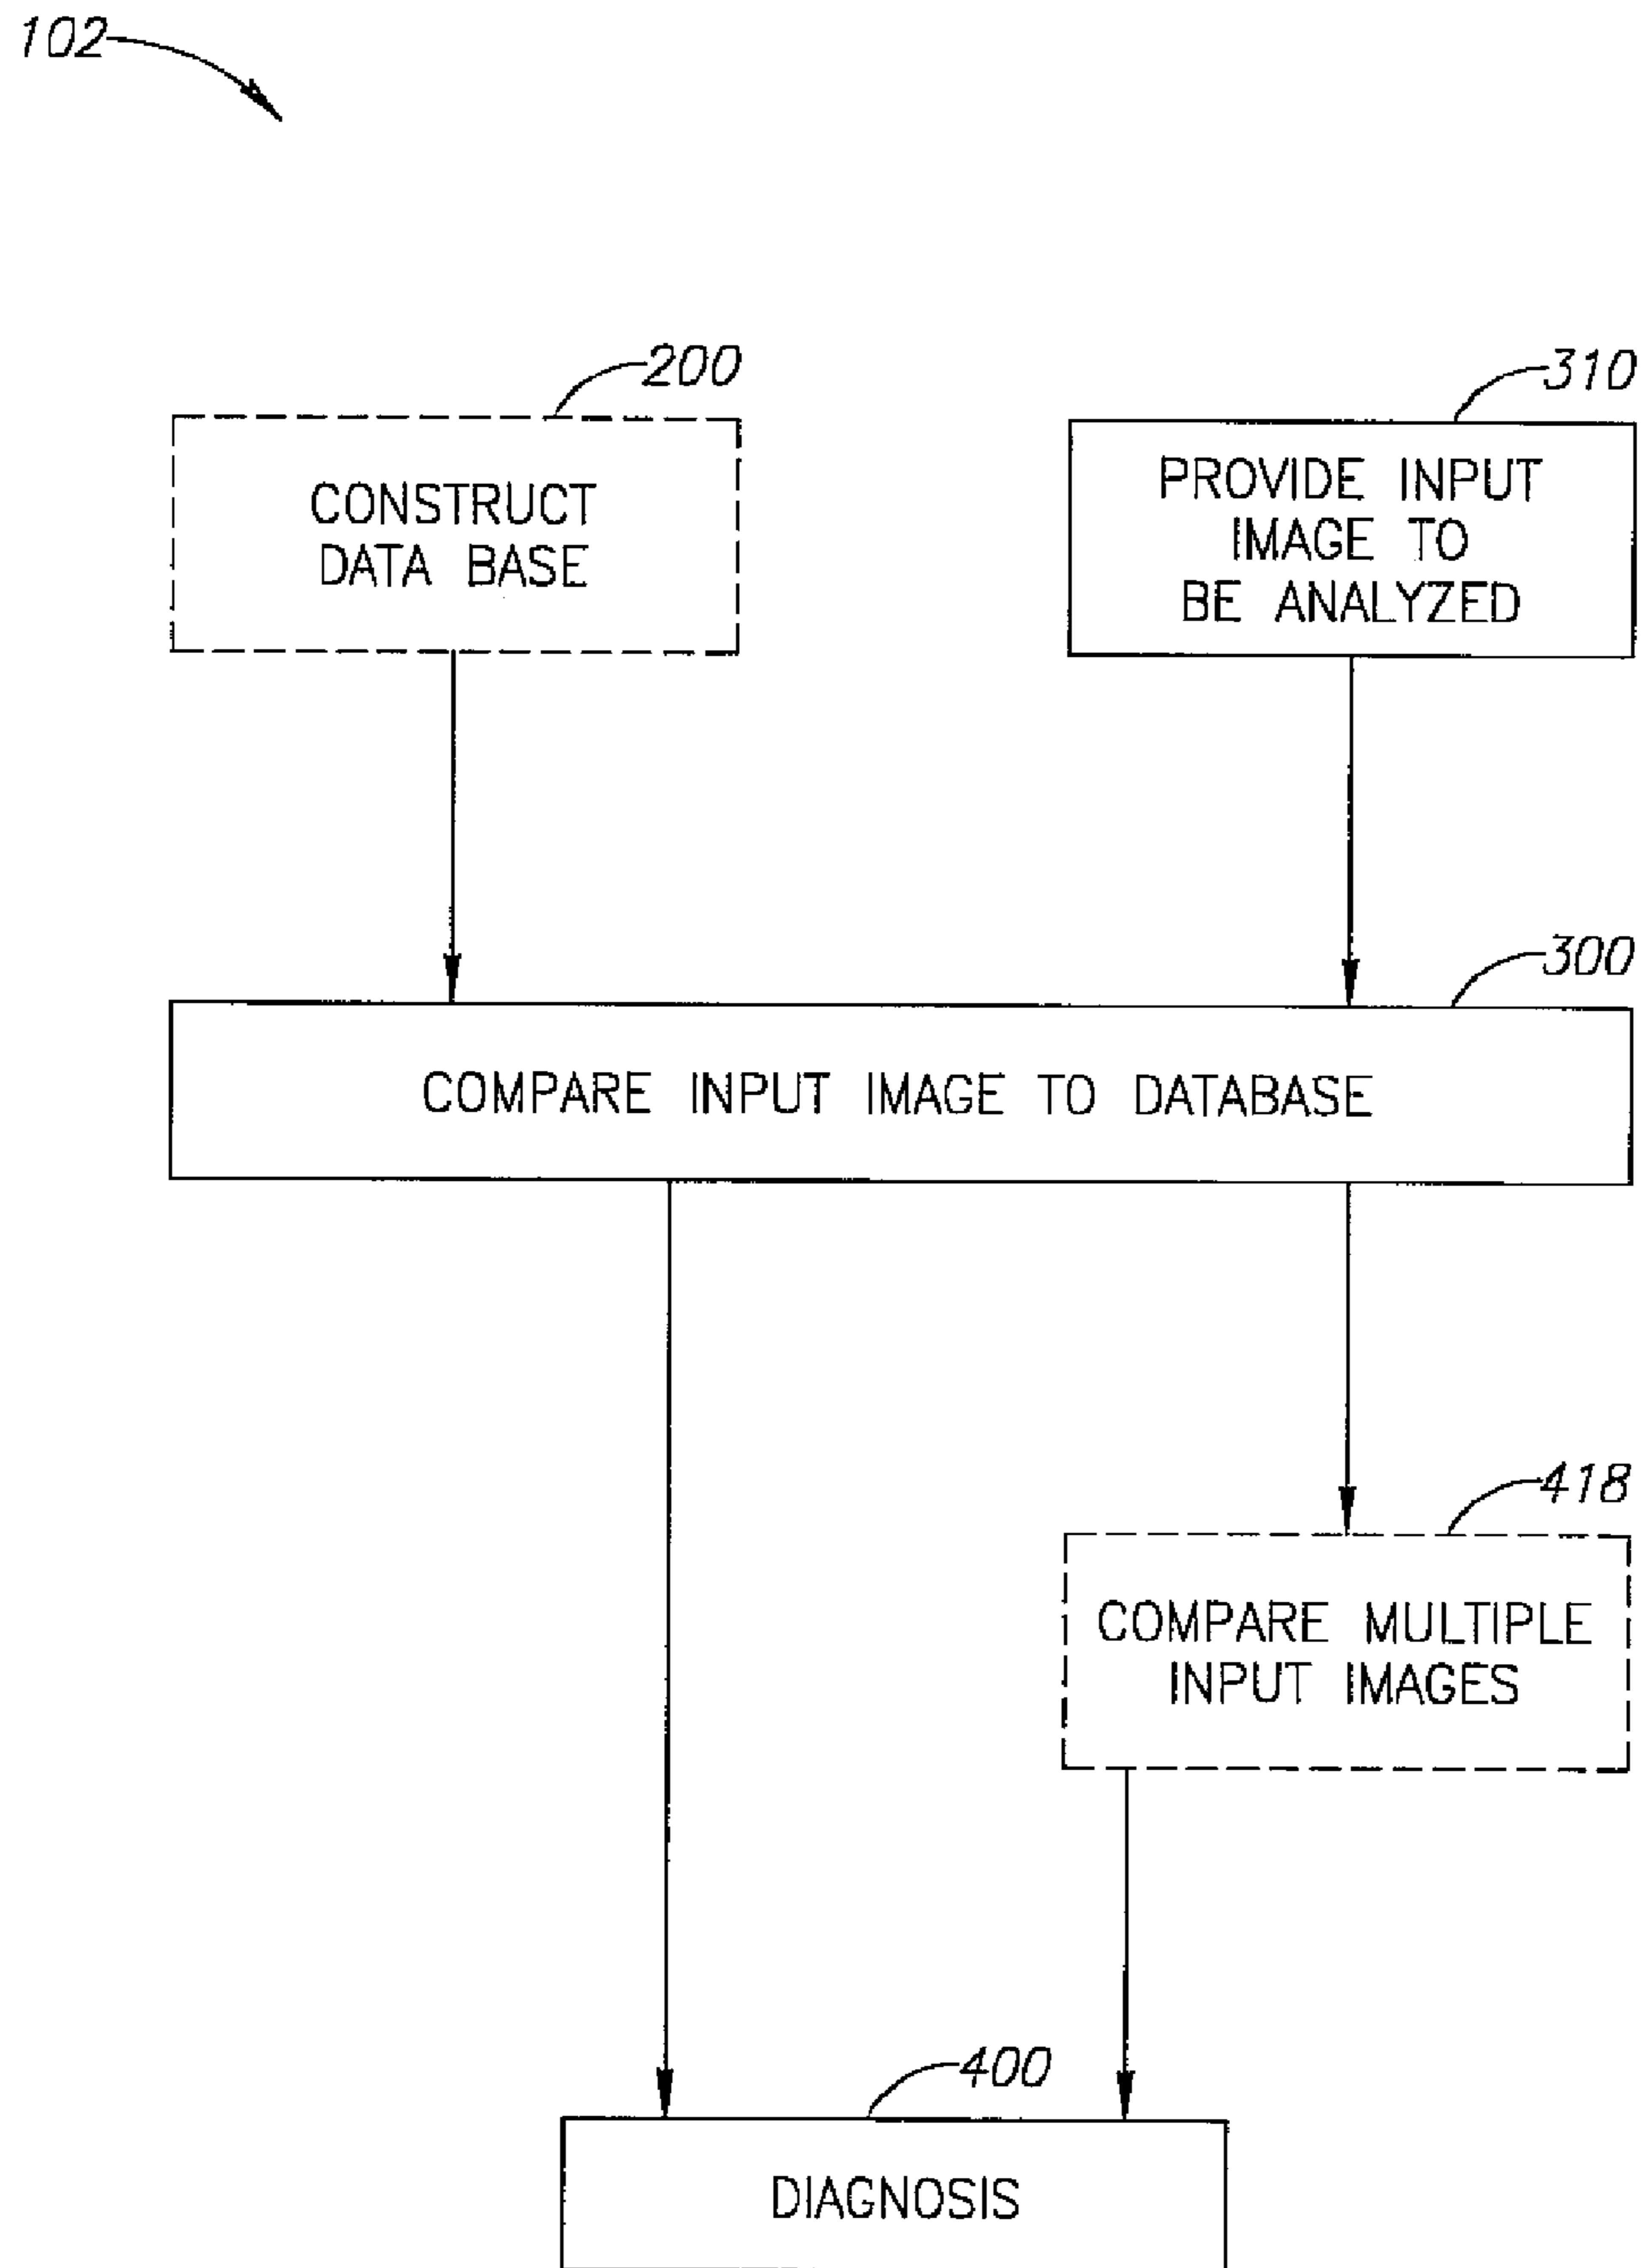 102
200
310
CONSTRUCT
DATA BASE
PROVIDE INPUT
IMAGE TO
BE ANALYZED
300
COMPARE INPUT IMAGE TO DATABASE
418
COMPARE MULTIPLE
INPUT IMAGES
400
DIAGNOSIS